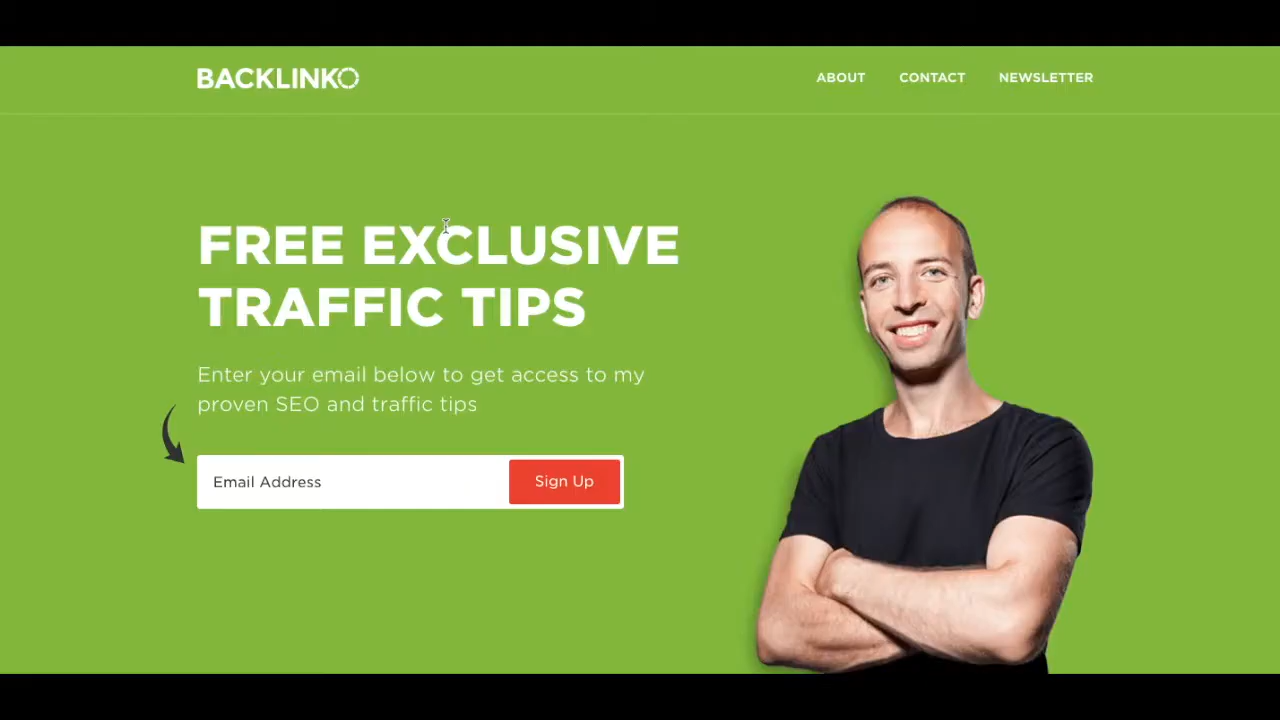 BACKLINKO
ABOUT CONTACT NEWSLETTER
FREE EXCLUSIVE
TRAFFIC TIPS
Enter your email below to get access to my
proven SEO and traffic tips
Email Address Sign Up